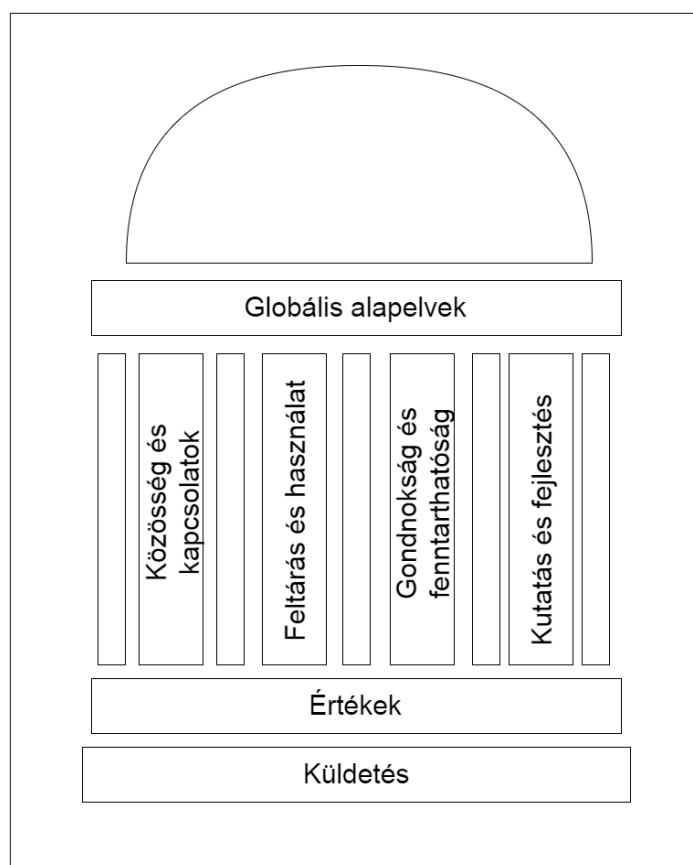 Globális alapelvek
Közösség és
kapcsolatok
Feltárás és használat
Gondnokság és
fenntarthatóság
Kutatás és fejlesztés
Értékek
Küldetés